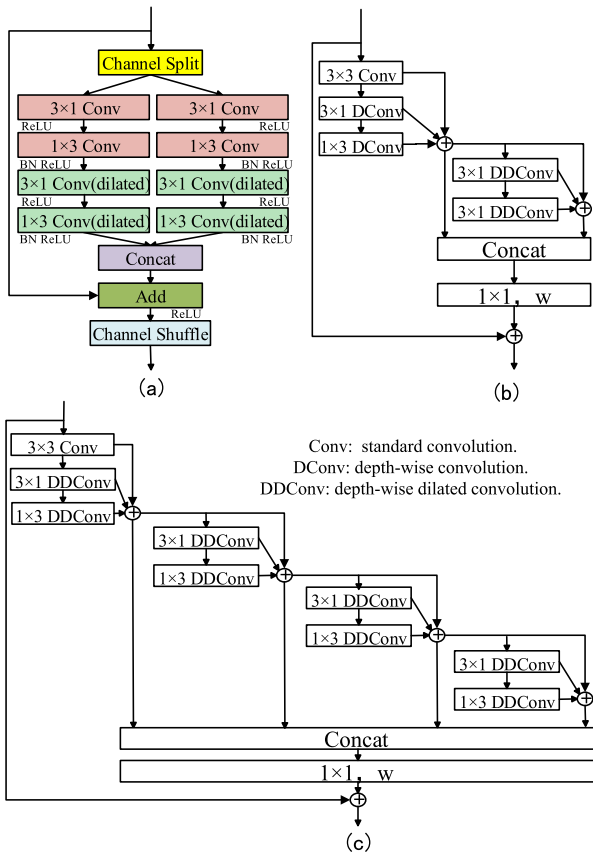 Channel Split
3×1 Conv
3×1 Conv
ReLU
ReLU
1×3 Conv
1×3 Conv
BN ReLU
BN ReLU
3×1 Conv(dilated)
3×1 Conv(dilated)
ReLU
ReLU
1×3 Conv(dilated)
1×3 Conv(dilated)
BN ReLU
BN ReLU
Concat
Add
ReLU
Channel Shuffle
(a)
3×3 Conv
3×1 DConv
1×3 DConv
3×1 DDConv
3×1 DDConv
Concat
1×1, w
(b)
3×3 Conv
3×1 DDConv
1×3 DDConv
Conv: standard convolution.
DConv: depth-wise convolution.
DDConv: depth-wise dilated convolution.
3×1 DDConv
1×3 DDConv
3×1 DDConv
1×3 DDConv
3×1 DDConv
1×3 DDConv
Concat
1×1, w
(c)